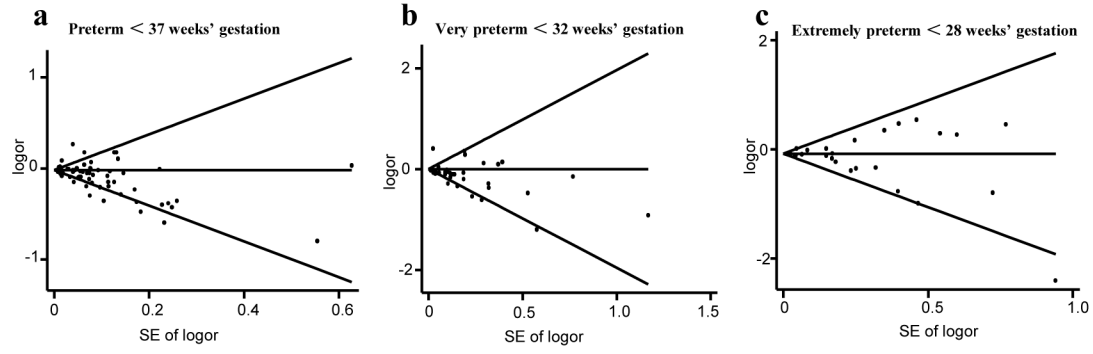 a
Preterm < 37 weeks' gestation
1
0
-1
logor
0
0.2
0.4
0.6
SE of logor
b
Very preterm < 32 weeks' gestation
2
0
-2
logor
0
0.5
1.0
1.5
SE of logor
c
Extremely preterm < 28 weeks' gestation
2
0
-2
logor
0
0.5
1.0
SE of logor